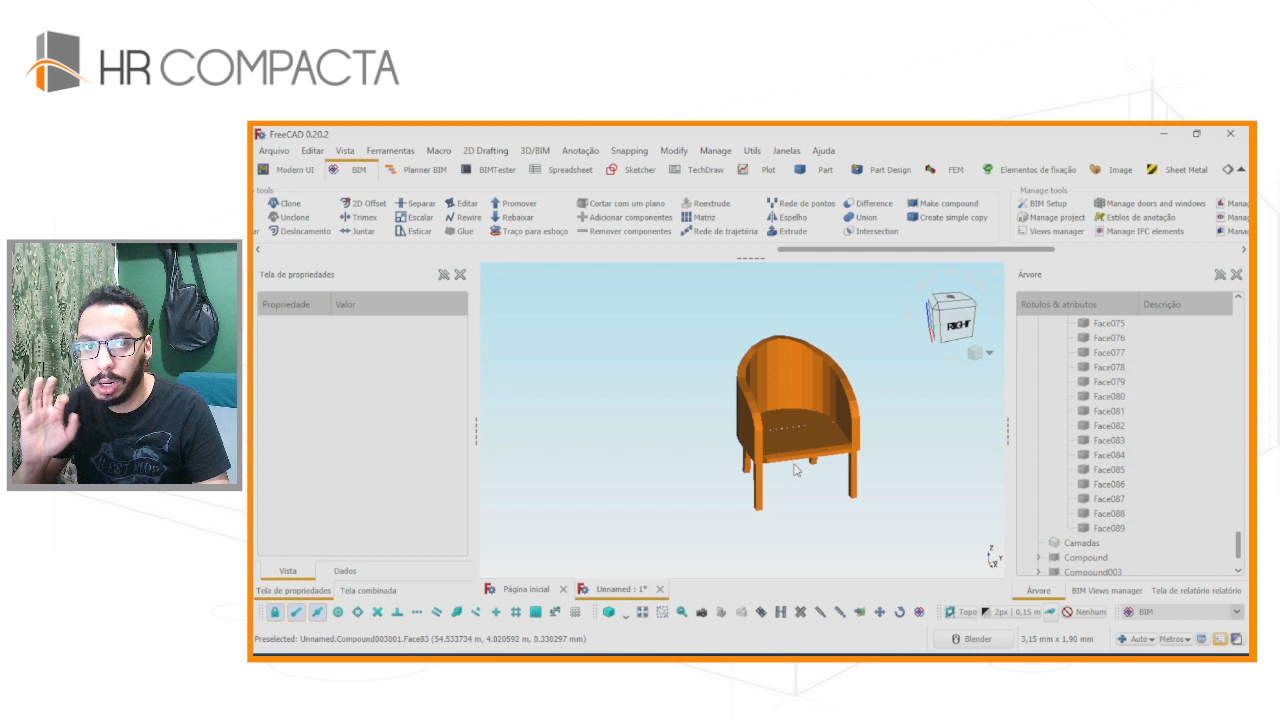 HR COMPACTA
FreeCAD 0.20.2
Arquivo Editar Vista Ferramentas Macro 2D Drafting 3D/BIM Anotação Snapping Modify Manage Utils Janelas Ajuda
Modern UI BIM Planner BIM BIMTester Spreadsheet Sketcher TechDraw Plot Part Part Design FEM Elementos de fixação Image Sheet Metal
tools Manage tools
Clone 2D Offset Separar Editar Promover Cortar com um plano Reextrude Rede de pontos Difference Make compound BIM Setup Manage doors and windows Mana
Unclone Trimex Escalar Rewire Rebaixar Adicionar componentes Matriz Espelho Union Create simple copy Manage project Estilos de anotação Mana
ar Deslocamento Juntar Esticar Glue Traço para esboço Remover componentes Rede de trajetória Extrude Intersection Views manager Manage IFC elements Mana
Tela de propriedades
Propriedade Valor
RIGHT
Árvore
Rótulos & atributos Descrição
Face075
Face076
Face077
Face078
Face079
Face080
Face081
Face082
Face083
Face084
Face085
Face086
Face087
Face088
Face089
Camadas
Compound
Compound003
Z
Y
X
Vista Dados
Tela de propriedades Tela combinada
Página inicial Unnamed : 1*
Árvore BIM Views manager Tela de relatório relatório
Topo 2px | 0,15 m Nenhum BIM
Preselected: Unnamed.Compound003001.Face83 (54.533734 m, 4.020592 m, 0.330297 mm) Blender 3,15 mm x 1,90 mm Auto Metros